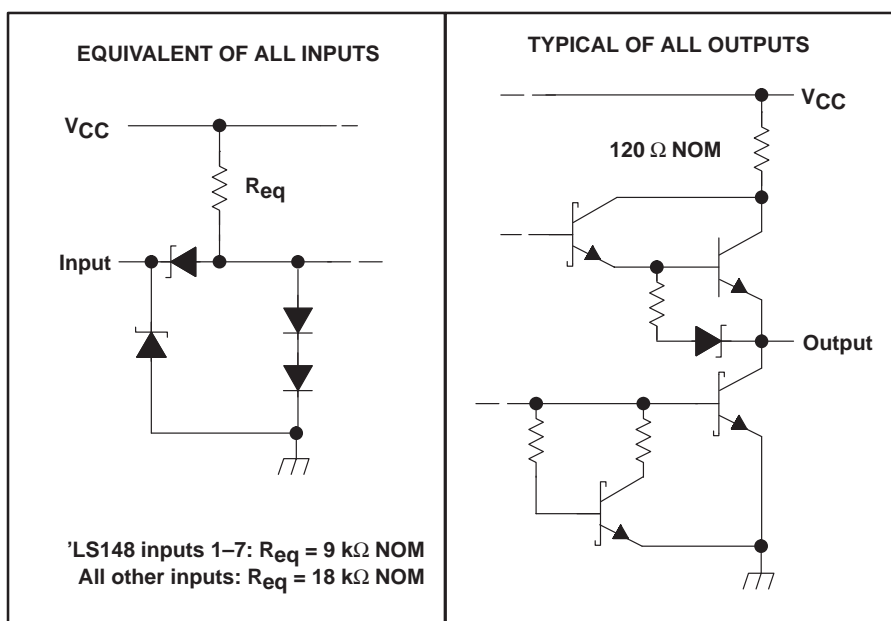 EQUIVALENT OF ALL INPUTS
VCC
Req
Input
'LS148 inputs 1–7: Req = 9 kΩ NOM
All other inputs: Req = 18 kΩ NOM
TYPICAL OF ALL OUTPUTS
VCC
120 Ω NOM
Output